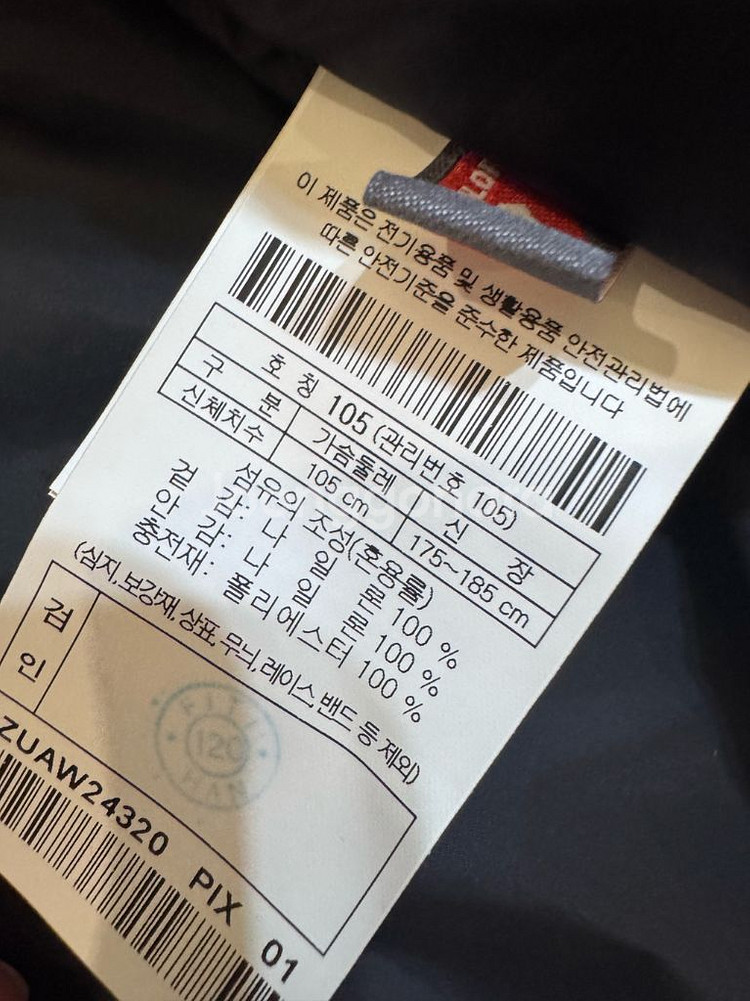 이 제품은 전기용품 및 생활용품 안전관리법에
따른 안전기준을 준수한 제품입니다
호 칭 105 (관리번호 105)
구 분 가슴둘레 신 장
신체치수 105 cm 175~185 cm
섬유의 조성(혼용률)
겉 감: 나 일 론 100 %
안 감: 나 일 론 100 %
충전재: 폴리에스터 100 %
(심지, 보강재, 상표, 무늬, 레이스, 밴드 등 제외)
검
인
FITI
120
HAN
ZUAW24320 PIX 01